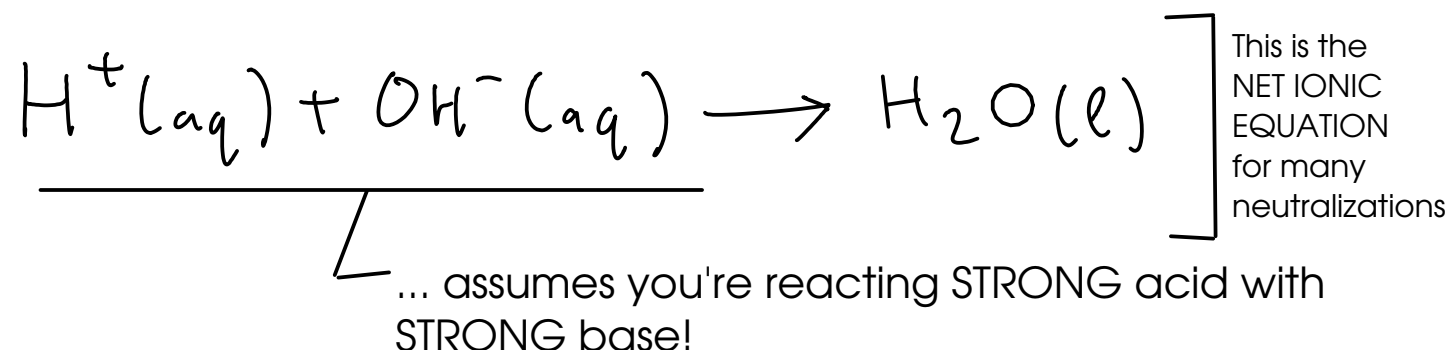 H⁺(aq) + OH⁻(aq) → H₂O(l)
This is the
NET IONIC
EQUATION
for many
neutralizations
... assumes you're reacting STRONG acid with
STRONG base!